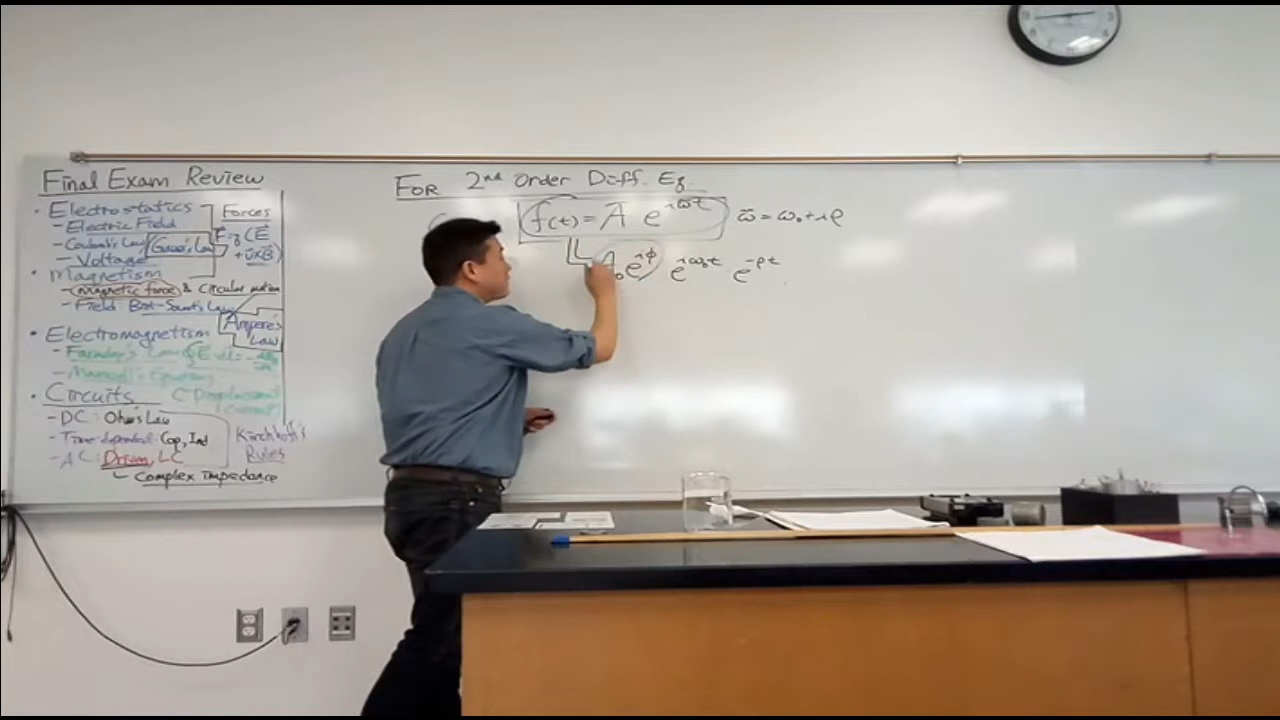 Final Exam Review
• Electrostatics
- Electric Field
- Coulomb's Law
Gauss's Law
- Voltage
Forces
• Magnetism
- Magnetic force & Circular motion
- Field: Biot-Savart's Law
Ampere's
Law
• Electromagnetism
- Faraday's Law
- Maxwell's Equations
(Displacement
Current)
• Circuits
- DC: Ohm's Law
- Time-dependent: Cap, Ind
- AC: Driven, LC
Complex impedance
Kirchhoff's
Rules
For 2nd Order Diff. Eq.
f(t) = A e^{iω̃t} ω̃ = ω₀ + iρ
A₀e^{iφ} e^{iω₀t} e^{-ρt}